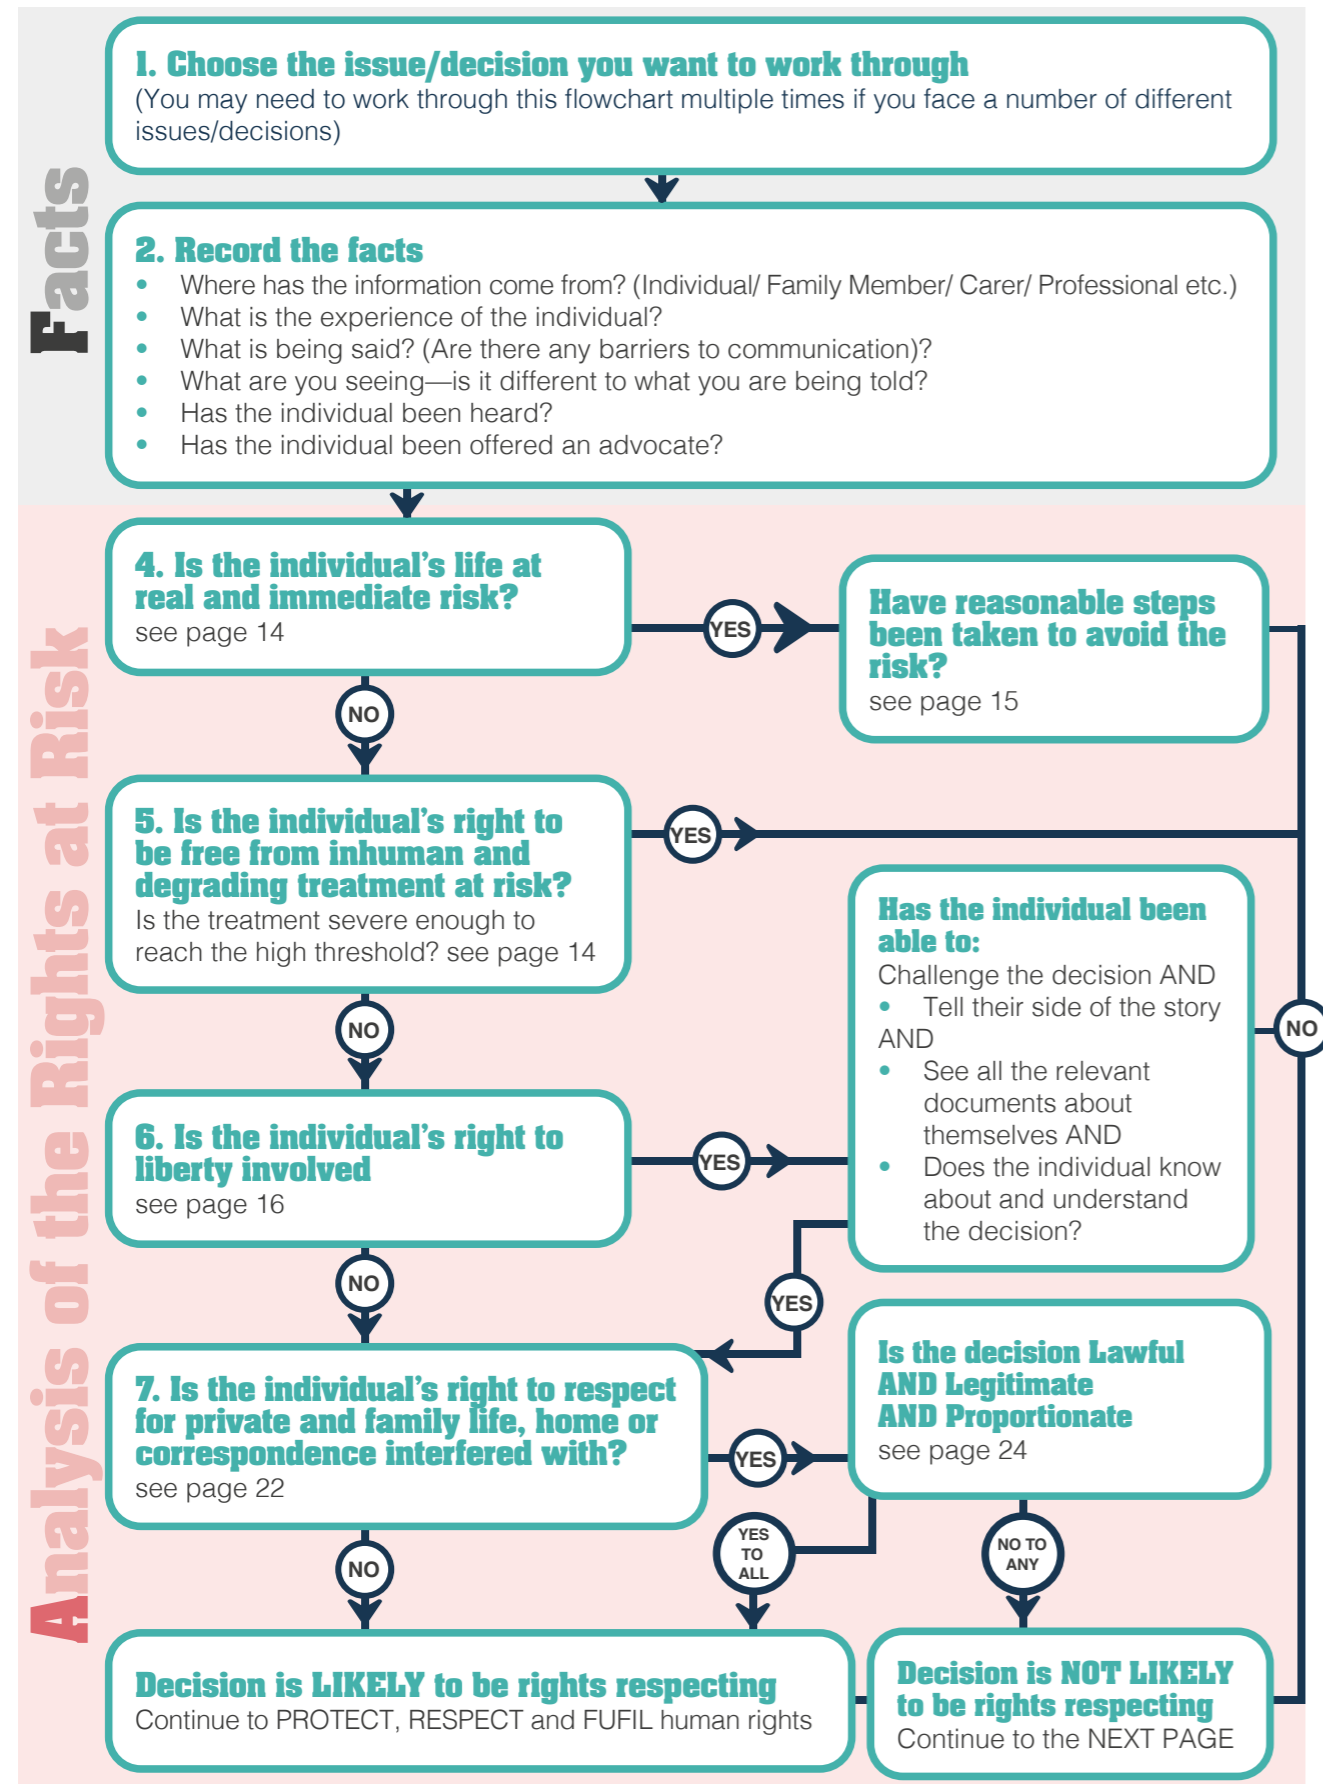 Facts
1. Choose the issue/decision you want to work through
(You may need to work through this flowchart multiple times if you face a number of different
issues/decisions)
2. Record the facts
• Where has the information come from? (Individual/ Family Member/ Carer/ Professional etc.)
• What is the experience of the individual?
• What is being said? (Are there any barriers to communication)?
• What are you seeing—is it different to what you are being told?
• Has the individual been heard?
• Has the individual been offered an advocate?
Analysis of the Rights at Risk
4. Is the individual's life at
real and immediate risk?
see page 14
YES
Have reasonable steps
been taken to avoid the
risk?
see page 15
NO
5. Is the individual's right to
be free from inhuman and
degrading treatment at risk?
Is the treatment severe enough to
reach the high threshold? see page 14
YES
NO
Has the individual been
able to:
Challenge the decision AND
• Tell their side of the story
AND
• See all the relevant
documents about
themselves AND
• Does the individual know
about and understand
the decision?
NO
6. Is the individual's right to
liberty involved
see page 16
YES
NO
YES
7. Is the individual's right to respect
for private and family life, home or
correspondence interfered with?
see page 22
YES
Is the decision Lawful
AND Legitimate
AND Proportionate
see page 24
NO
YES
TO
ALL
NO TO
ANY
Decision is LIKELY to be rights respecting
Continue to PROTECT, RESPECT and FUFIL human rights
Decision is NOT LIKELY
to be rights respecting
Continue to the NEXT PAGE